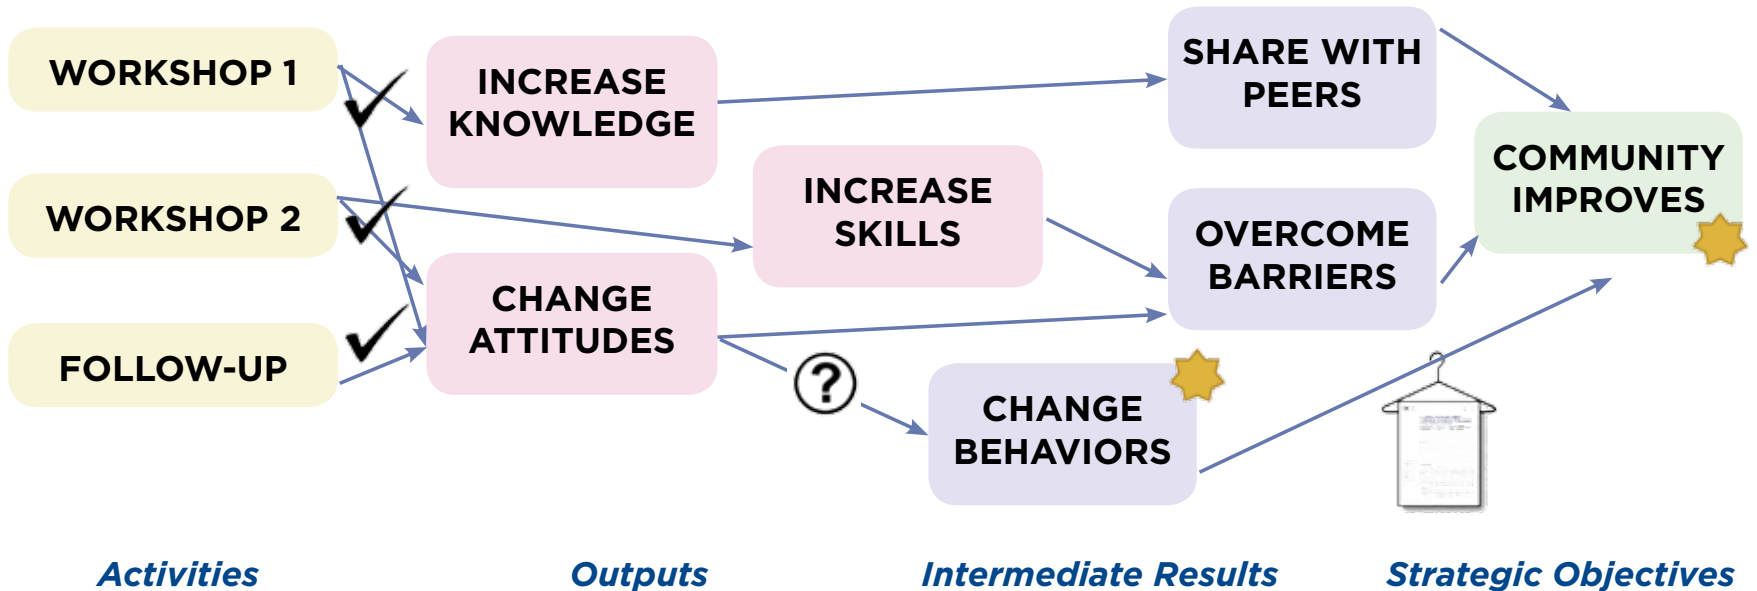 WORKSHOP 1
WORKSHOP 2
FOLLOW-UP
INCREASE
KNOWLEDGE
CHANGE
ATTITUDES
INCREASE
SKILLS
SHARE WITH
PEERS
OVERCOME
BARRIERS
CHANGE
BEHAVIORS
COMMUNITY
IMPROVES
?
Activities
Outputs
Intermediate Results
Strategic Objectives